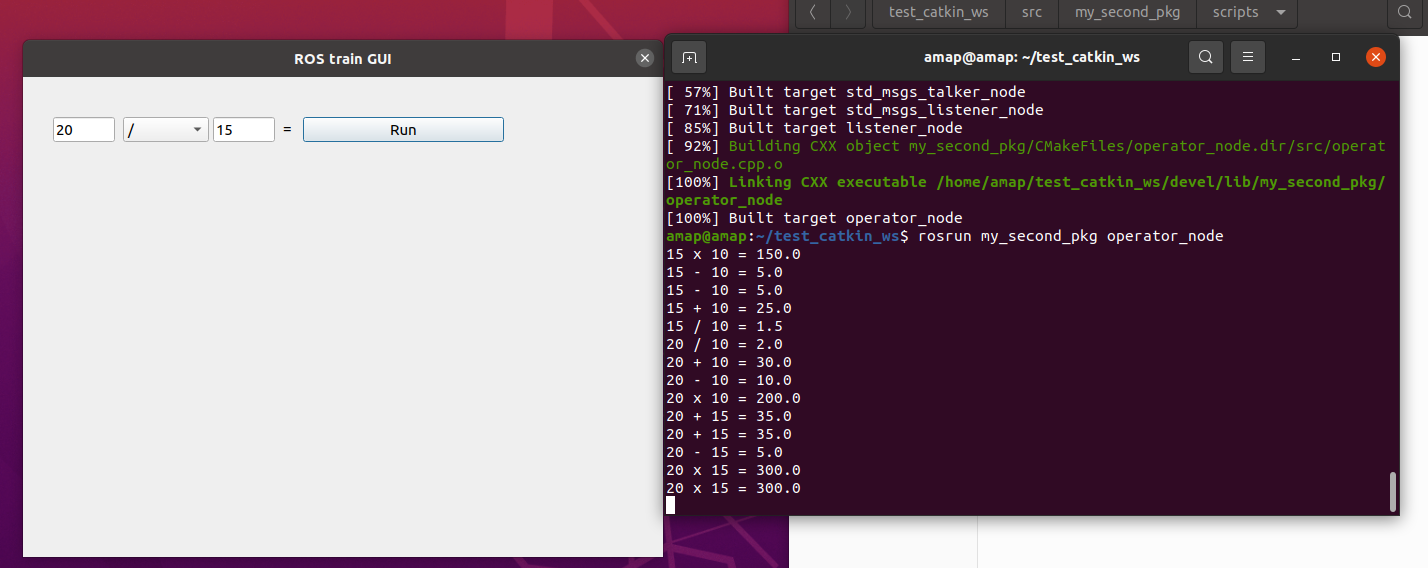 test_catkin_ws src my_second_pkg scripts
ROS train GUI
20 / 15 = Run
amap@amap: ~/test_catkin_ws
[ 57%] Built target std_msgs_talker_node
[ 71%] Built target std_msgs_listener_node
[ 85%] Built target listener_node
[ 92%] Building CXX object my_second_pkg/CMakeFiles/operator_node.dir/src/operat
or_node.cpp.o
[100%] Linking CXX executable /home/amap/test_catkin_ws/devel/lib/my_second_pkg/
operator_node
[100%] Built target operator_node
amap@amap:~/test_catkin_ws$ rosrun my_second_pkg operator_node
15 x 10 = 150.0
15 - 10 = 5.0
15 - 10 = 5.0
15 + 10 = 25.0
15 / 10 = 1.5
20 / 10 = 2.0
20 + 10 = 30.0
20 - 10 = 10.0
20 x 10 = 200.0
20 + 15 = 35.0
20 + 15 = 35.0
20 - 15 = 5.0
20 x 15 = 300.0
20 x 15 = 300.0